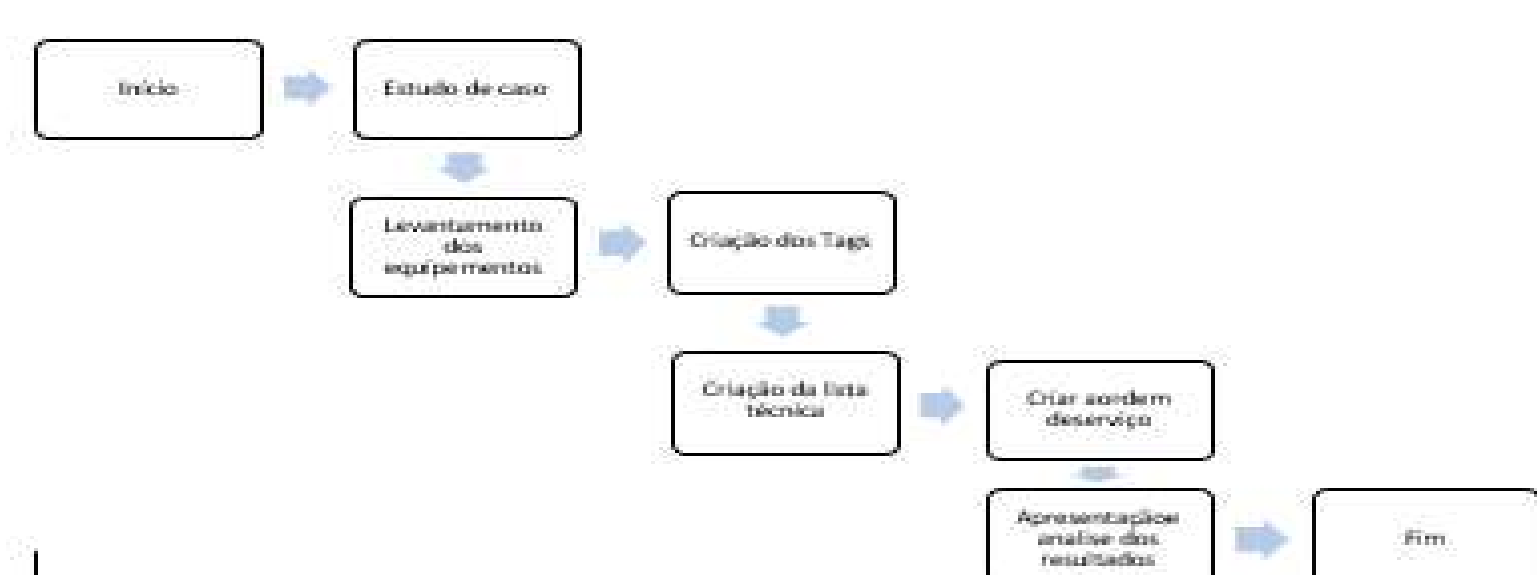 Início
Estudo de caso
Levantamento
dos
equipementos
Criação dos Tags
Criação da lista
técnica
Criar aordem
deserviço
Apresentaçãoe
analise dos
resultados
Fim